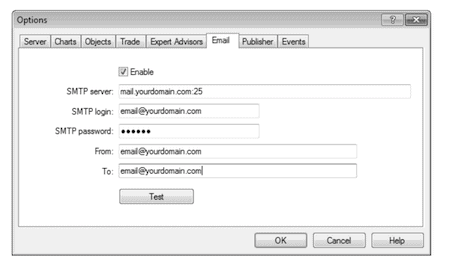 Options
Server Charts Objects Trade Expert Advisors Email Publisher Events
Enable
SMTP server: mail.yourdomain.com:25
SMTP login: email@yourdomain.com
SMTP password: ••••••
From: email@yourdomain.com
To: email@yourdomain.com
Test
OK Cancel Help